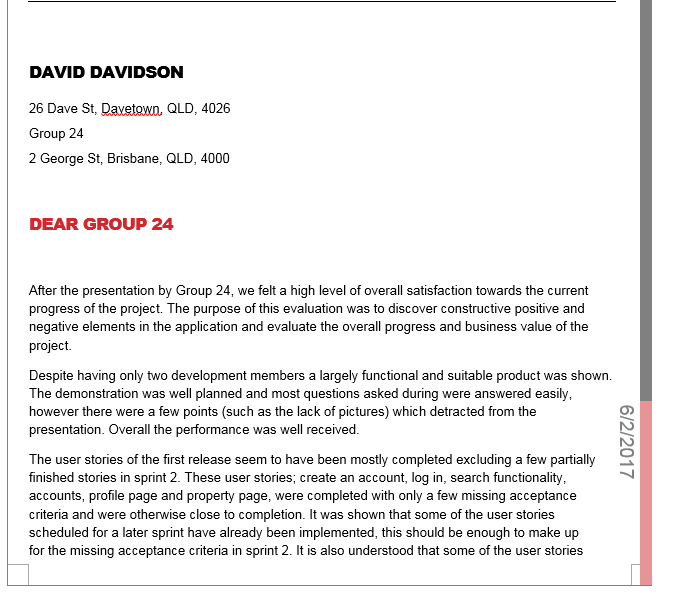 DAVID DAVIDSON
26 Dave St, Davetown, QLD, 4026
Group 24
2 George St, Brisbane, QLD, 4000
DEAR GROUP 24
After the presentation by Group 24, we felt a high level of overall satisfaction towards the current
progress of the project. The purpose of this evaluation was to discover constructive positive and
negative elements in the application and evaluate the overall progress and business value of the
project.
Despite having only two development members a largely functional and suitable product was shown.
The demonstration was well planned and most questions asked during were answered easily,
however there were a few points (such as the lack of pictures) which detracted from the
presentation. Overall the performance was well received.
The user stories of the first release seem to have been mostly completed excluding a few partially
finished stories in sprint 2. These user stories; create an account, log in, search functionality,
accounts, profile page and property page, were completed with only a few missing acceptance
criteria and were otherwise close to completion. It was shown that some of the user stories
scheduled for a later sprint have already been implemented, this should be enough to make up
for the missing acceptance criteria in sprint 2. It is also understood that some of the user stories
6/2/2017